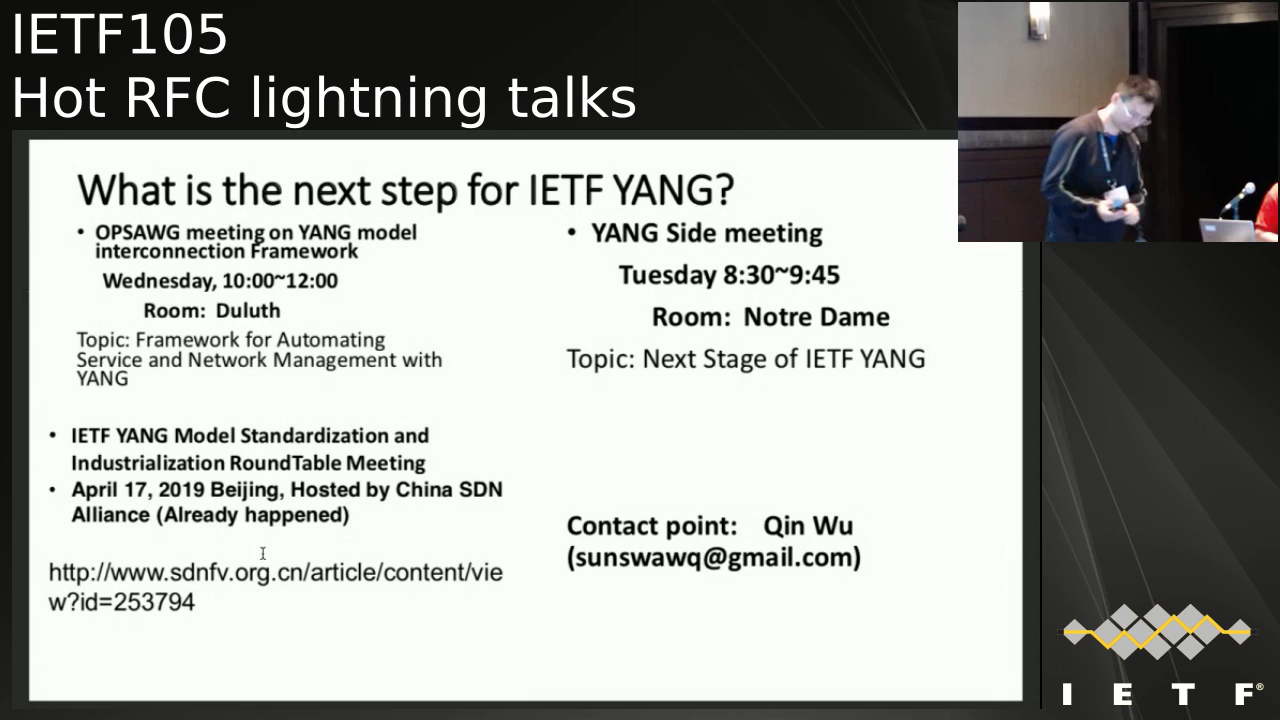 IETF105
Hot RFC lightning talks
What is the next step for IETF YANG?
• OPSAWG meeting on YANG model
interconnection Framework
Wednesday, 10:00~12:00
Room: Duluth
Topic: Framework for Automating
Service and Network Management with
YANG
• IETF YANG Model Standardization and
Industrialization RoundTable Meeting
• April 17, 2019 Beijing, Hosted by China SDN
Alliance (Already happened)
http://www.sdnfv.org.cn/article/content/vie
w?id=253794
• YANG Side meeting
Tuesday 8:30~9:45
Room: Notre Dame
Topic: Next Stage of IETF YANG
Contact point: Qin Wu
(sunswawq@gmail.com)
I E T F®